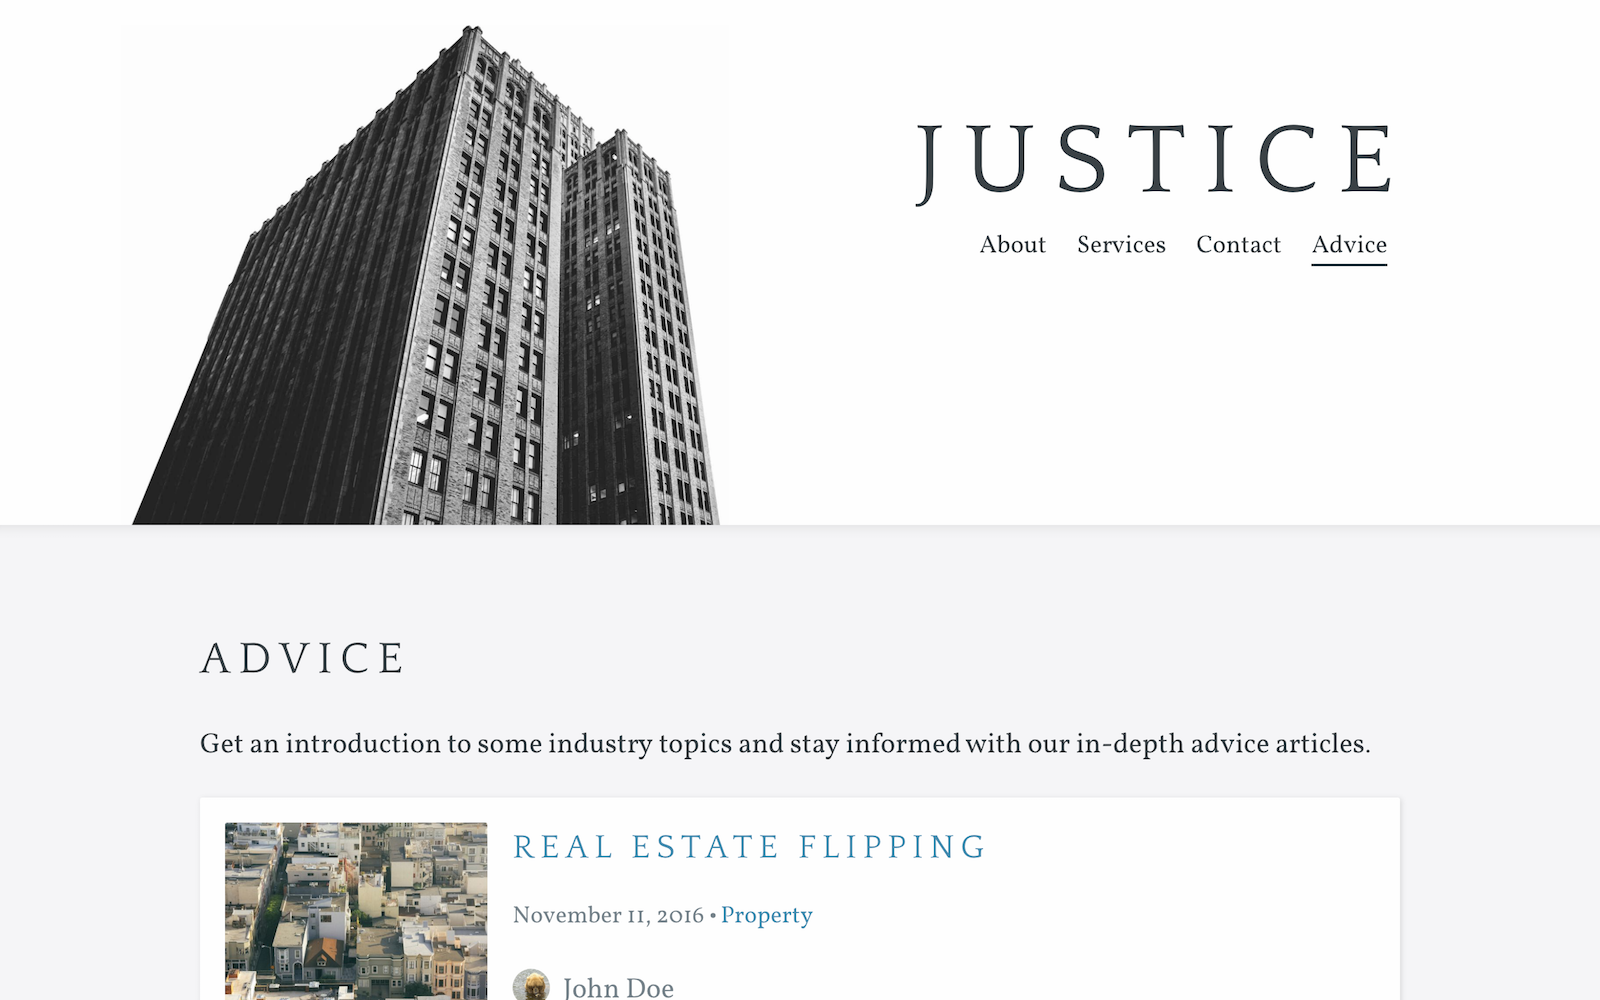 JUSTICE
About Services Contact Advice
ADVICE
Get an introduction to some industry topics and stay informed with our in-depth advice articles.
REAL ESTATE FLIPPING
November 11, 2016 • Property
John Doe